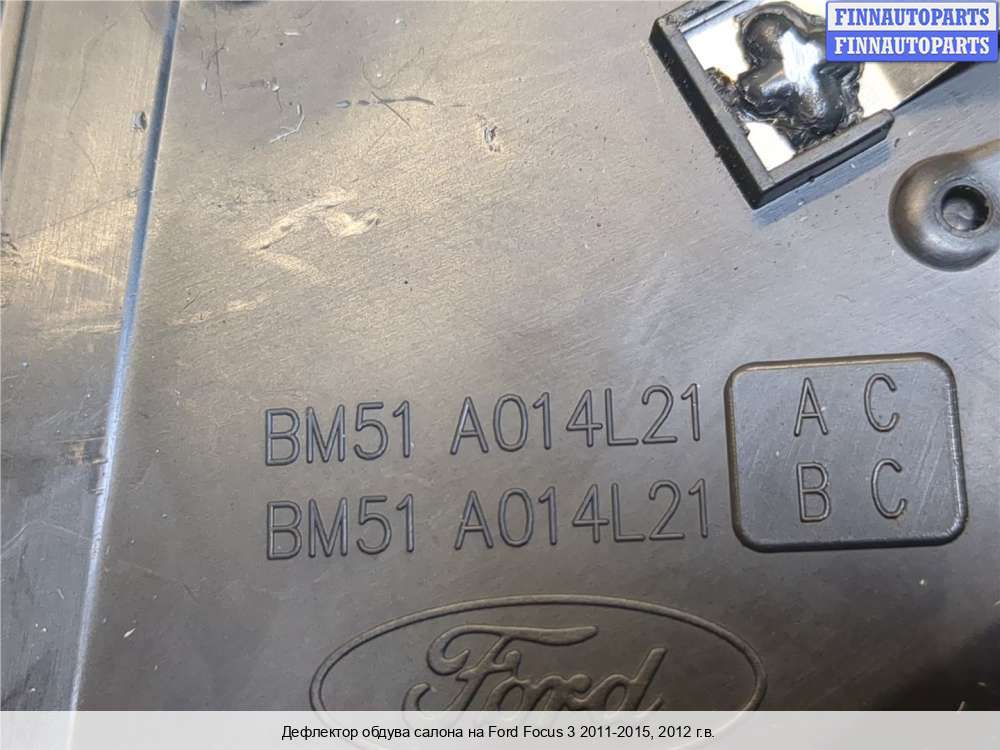 FINNAUTOPARTS
FINNAUTOPARTS
BM51 A014L21 A C
BM51 A014L21 B C
Ford
Дефлектор обдува салона на Ford Focus 3 2011-2015, 2012 г.в.